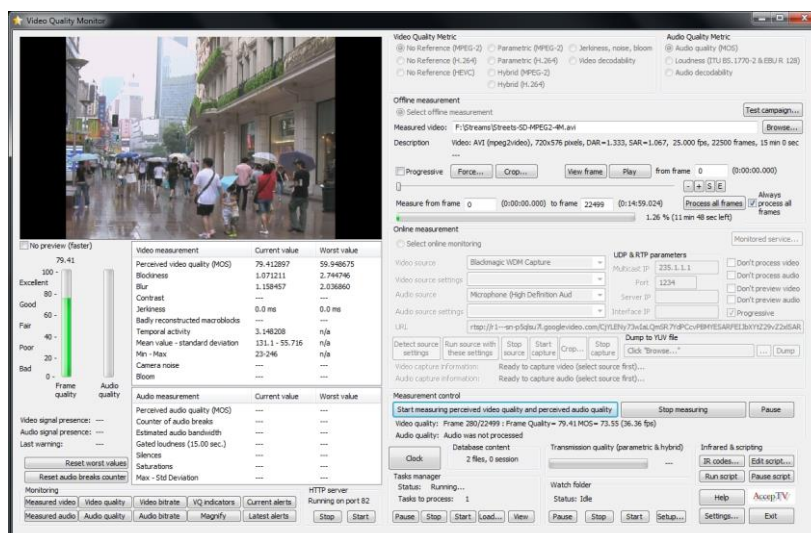 Video Quality Monitor
Video Quality Metric
No Reference (MPEG-2) Parametric (MPEG-2) Jerkiness, noise, bloom
No Reference (H.264) Parametric (H.264) Video decodability
No Reference (HEVC) Hybrid (MPEG-2)
Hybrid (H.264)
Audio Quality Metric
Audio quality (MOS)
Loudness (ITU BS.1770-2 & EBU R 128)
Audio decodability
Offline measurement
Select offline measurement
Test campaign...
Measured video: F:\Streams\Streets-SD-MPEG2-4M.avi Browse...
Description Video: AVI (mpeg2video), 720x576 pixels, DAR=1.333, SAR=1.067, 25.000 fps, 22500 frames, 15 min 0 sec
---
Progressive Force... Crop... View frame Play from frame 0 (0:00:00.000)
- + S E
Measure from frame 0 (0:00:00.000) to frame 22499 (0:14:59.024) Process all frames Always process all frames
1.26 % (11 min 48 sec left)
Online measurement
Select online monitoring
Monitored service...
Video source Blackmagic WDM Capture
Video source settings
Audio source Microphone (High Definition Aud
Audio source settings
UDP & RTP parameters
Multicast IP 235.1.1.1
Port 1234
Server IP
Interface IP
Don't process video
Don't process audio
Don't preview video
Don't preview audio
Progressive
URL
Detect source settings Run source with these settings Stop source Start capture Crop... Stop capture
Dump to YUV file
Click "Browse..." ... Dump
Video capture information: Ready to capture video (select source first)...
Audio capture information: Ready to capture audio (select source first)...
No preview (faster)
79.41
100 -
Excellent
80 -
Good
60 -
Fair
40 -
Poor
20 -
Bad
0 -
Frame quality Audio quality
Video signal presence: ---
Audio signal presence: ---
Last warning: ---
Reset worst values
Reset audio breaks counter
Video measurement Current value Worst value
Perceived video quality (MOS) 79.412897 59.948675
Blockiness 1.071211 2.744746
Blur 1.158457 2.036860
Contrast --- ---
Jerkiness 0.0 ms 0.0 ms
Badly reconstructed macroblocks --- ---
Temporal activity 3.148208 n/a
Mean value - standard deviation 131.1 - 55.716 n/a
Min - Max 23-246 n/a
Camera noise --- ---
Bloom --- ---
Audio measurement Current value Worst value
Perceived audio quality (MOS) --- ---
Counter of audio breaks --- ---
Estimated audio bandwidth --- ---
Gated loudness (15.00 sec.) --- ---
Silences --- ---
Saturations --- ---
Max - Std Deviation --- ---
Monitoring
Measured video Video quality Video bitrate VQ indicators Current alerts
Measured audio Audio quality Audio bitrate Magnify Latest alerts
HTTP server
Running on port 82
Stop Start
Measurement control
Start measuring perceived video quality and perceived audio quality Stop measuring Pause
Video quality: Frame 280/22499 : Frame Quality= 79.41 MOS= 73.55 (36.36 fps)
Audio quality: Audio was not processed
Clock
Database content
2 files, 0 session
Transmission quality (parametric & hybrid)
---
Infrared & scripting
IR codes... Edit script...
Run script Pause script
Tasks manager
Status: Running...
Tasks to process: 1
Pause Stop Start Load... View
Watch folder
Status: Idle
Pause Stop Start Setup...
Help AccepTV
Settings... Exit